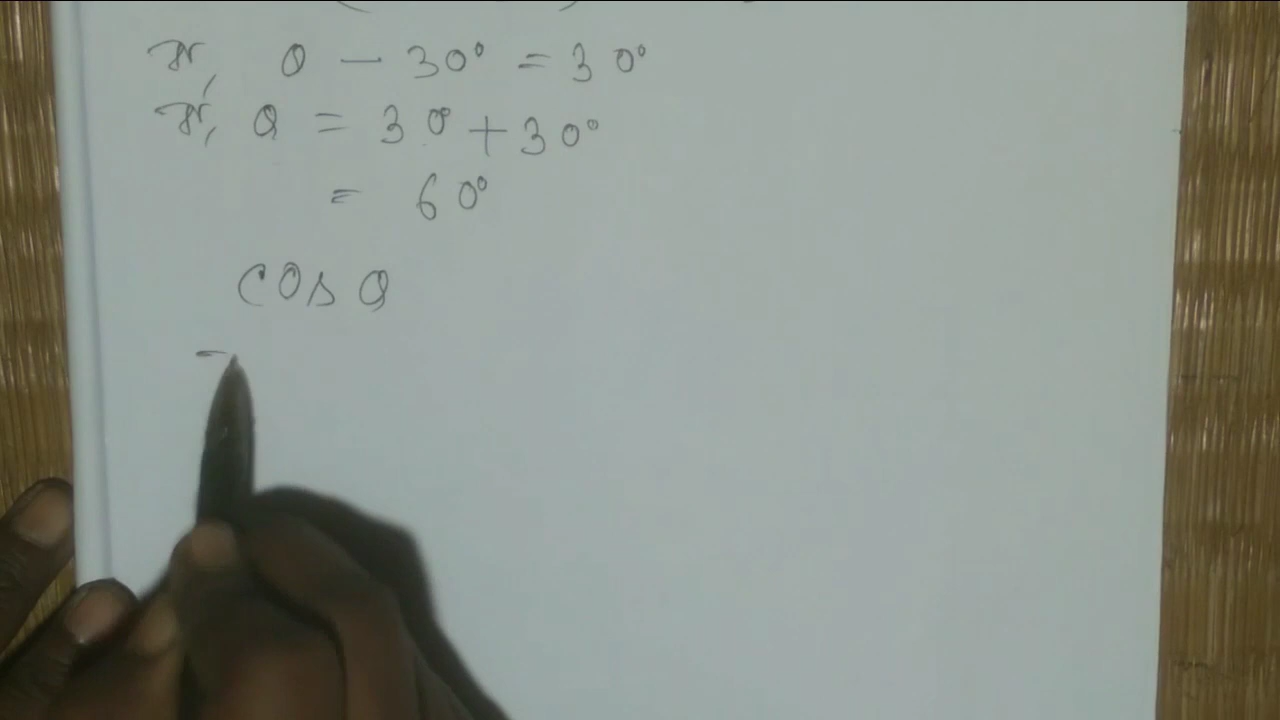 বা, θ - 30° = 30°
বা, θ = 30° + 30°
= 60°
cos θ
=